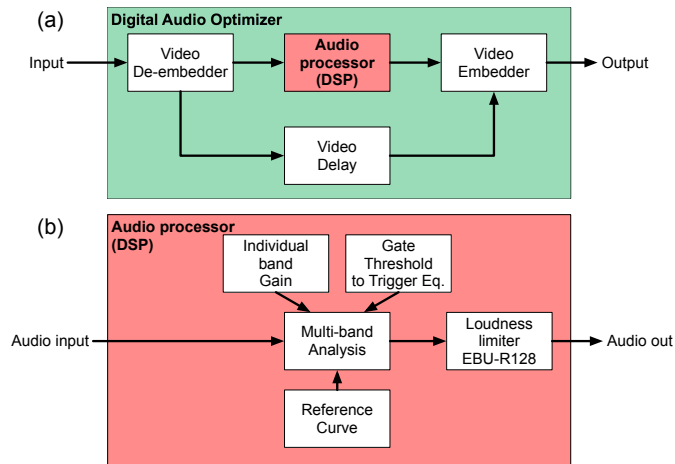 (a)
Digital Audio Optimizer
Input
Video
De-embedder
Audio
processor
(DSP)
Video
Embedder
Output
Video
Delay
(b)
Audio processor
(DSP)
Individual
band
Gain
Gate
Threshold
to Trigger Eq.
Audio input
Multi-band
Analysis
Loudness
limiter
EBU-R128
Audio out
Reference
Curve